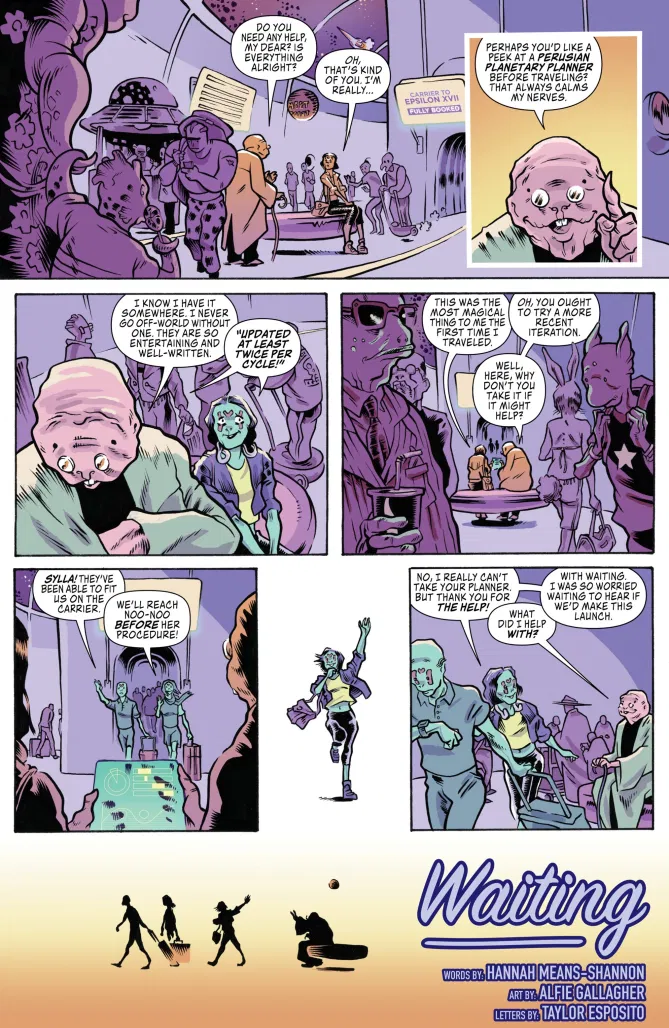 DO YOU
NEED ANY HELP,
MY DEAR? IS
EVERYTHING
ALRIGHT?
OH,
THAT'S KIND
OF YOU. I'M
REALLY...
CARRIER TO
EPSILON XVII
FULLY BOOKED
PERHAPS YOU'D LIKE A
PEEK AT A PERUSIAN
PLANETARY PLANNER
BEFORE TRAVELING?
THAT ALWAYS CALMS
MY NERVES.
I KNOW I HAVE IT
SOMEWHERE. I NEVER
GO OFF-WORLD WITHOUT
ONE. THEY ARE SO
ENTERTAINING AND
WELL-WRITTEN.
"UPDATED
AT LEAST
TWICE PER
CYCLE!"
THIS WAS THE
MOST MAGICAL
THING TO ME THE
FIRST TIME I
TRAVELED.
OH, YOU OUGHT
TO TRY A MORE
RECENT
ITERATION.
WELL,
HERE, WHY
DON'T YOU
TAKE IT IF
IT MIGHT
HELP?
SYLLA! THEY'VE
BEEN ABLE TO FIT
US ON THE
CARRIER.
WE'LL REACH
NOO-NOO
BEFORE HER
PROCEDURE!
NO, I REALLY CAN'T
TAKE YOUR PLANNER.
BUT THANK YOU FOR
THE HELP!
WHAT
DID I HELP
WITH?
WITH WAITING.
I WAS SO WORRIED
WAITING TO HEAR IF
WE'D MAKE THIS
LAUNCH.
Waiting
WORDS BY: HANNAH MEANS-SHANNON
ART BY: ALFIE GALLAGHER
LETTERS BY: TAYLOR ESPOSITO